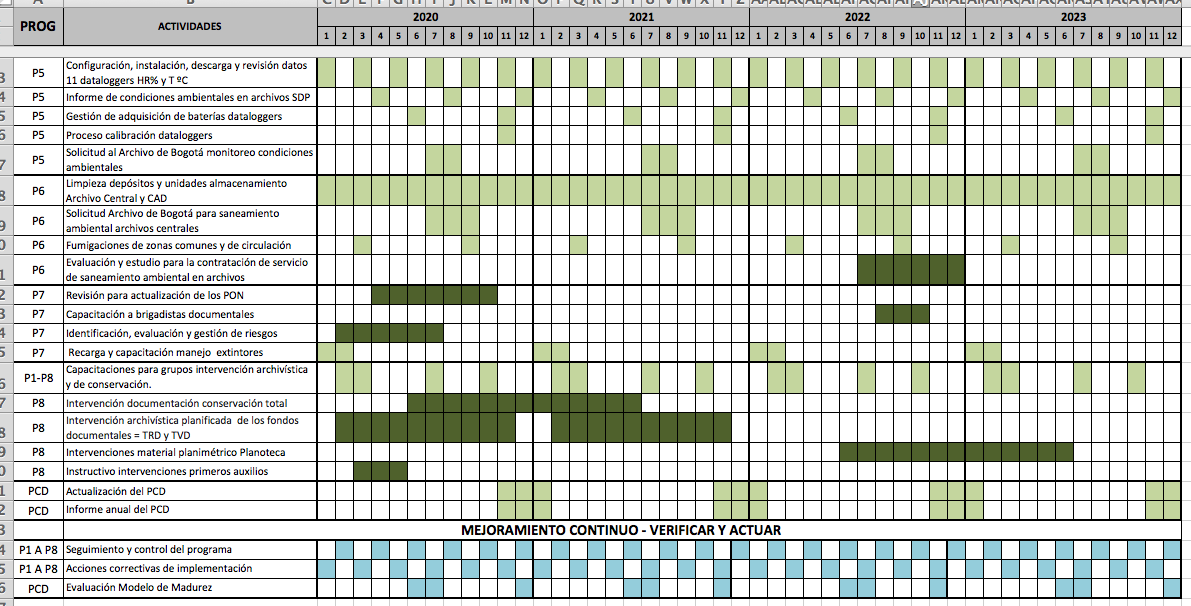 PROG ACTIVIDADES 2020 2021 2022 2023
1 2 3 4 5 6 7 8 9 10 11 12 1 2 3 4 5 6 7 8 9 10 11 12 1 2 3 4 5 6 7 8 9 10 11 12 1 2 3 4 5 6 7 8 9 10 11 12
P5 Configuración, instalación, descarga y revisión datos
11 dataloggers HR% y T ºC
P5 Informe de condiciones ambientales en archivos SDP
P5 Gestión de adquisición de baterías dataloggers
P5 Proceso calibración dataloggers
P5 Solicitud al Archivo de Bogotá monitoreo condiciones
ambientales
P6 Limpieza depósitos y unidades almacenamiento
Archivo Central y CAD
P6 Solicitud Archivo de Bogotá para saneamiento
ambiental archivos centrales
P6 Fumigaciones de zonas comunes y de circulación
P6 Evaluación y estudio para la contratación de servicio
de saneamiento ambiental en archivos
P7 Revisión para actualización de los PON
P7 Capacitación a brigadistas documentales
P7 Identificación, evaluación y gestión de riesgos
P7 Recarga y capacitación manejo extintores
P1-P8 Capacitaciones para grupos intervención archivística
y de conservación.
P8 Intervención documentación conservación total
P8 Intervención archivística planificada de los fondos
documentales = TRD y TVD
P8 Intervenciones material planimétrico Planoteca
P8 Instructivo intervenciones primeros auxilios
PCD Actualización del PCD
PCD Informe anual del PCD
MEJORAMIENTO CONTINUO - VERIFICAR Y ACTUAR
P1 A P8 Seguimiento y control del programa
P1 A P8 Acciones correctivas de implementación
PCD Evaluación Modelo de Madurez